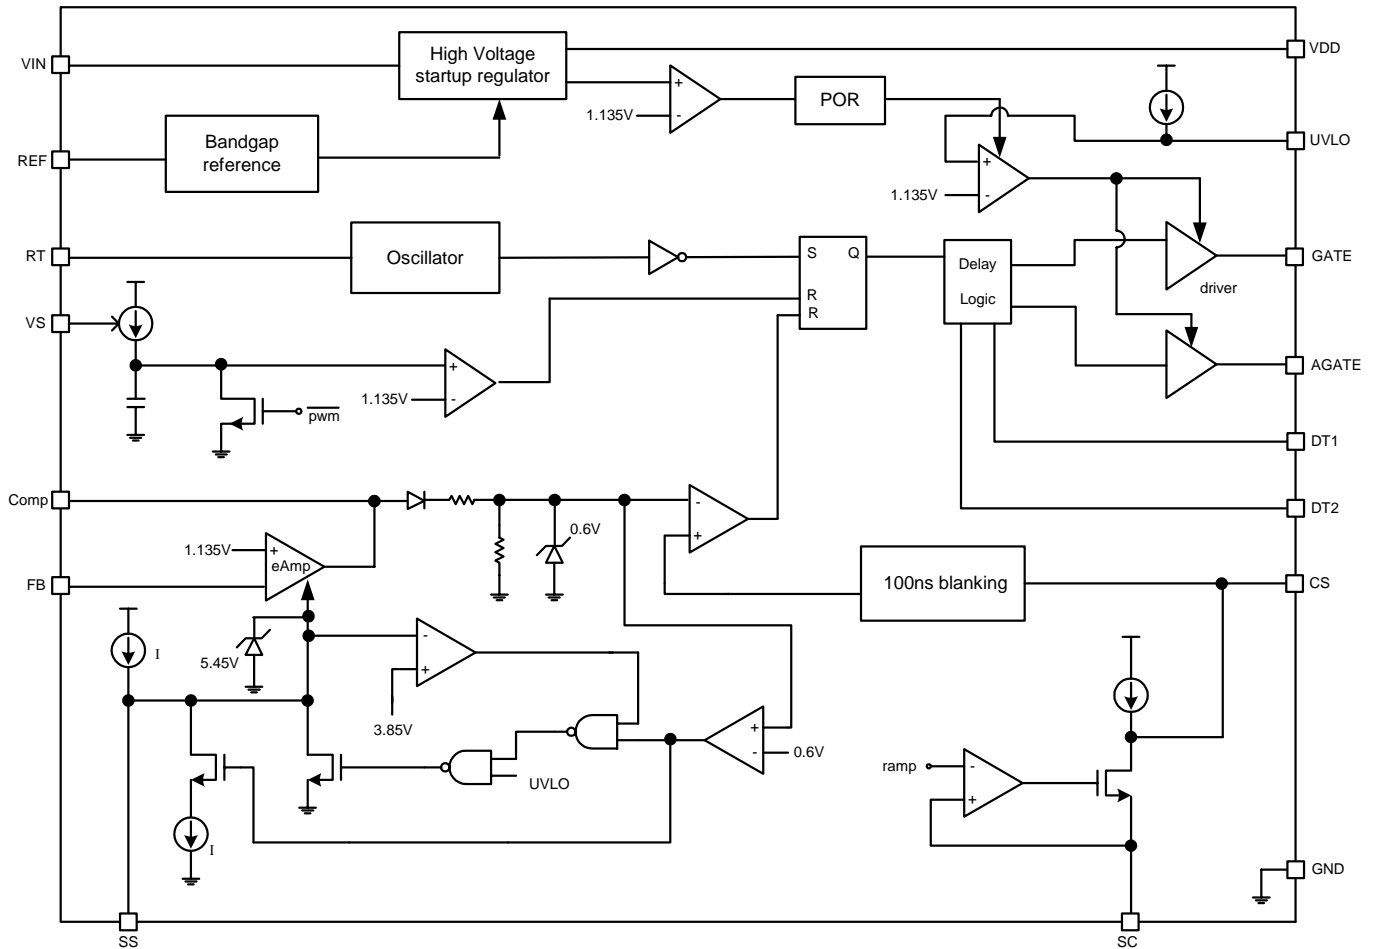 High Voltage
startup regulator
VIN
VDD
POR
1.135V
Bandgap
reference
REF
UVLO
+
-
+
-
1.135V
RT
Oscillator
S
Q
R
R
Delay
Logic
GATE
driver
VS
+
-
1.135V
pwm
AGATE
DT1
Comp
-
+
0.6V
DT2
1.135V
+
eAmp
FB
100ns blanking
CS
I
5.45V
-
+
3.85V
+
-
0.6V
UVLO
ramp
-
+
I
GND
SS
SC